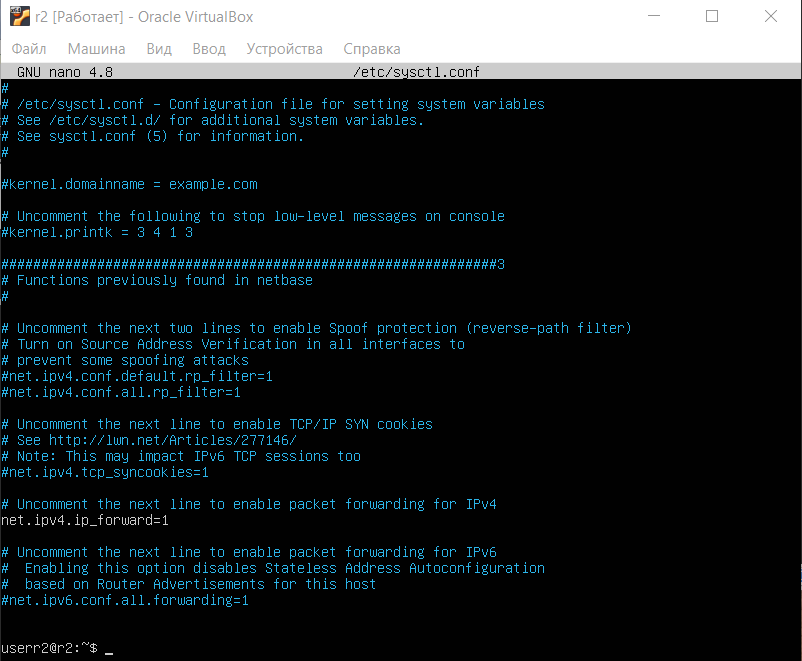 r2 [Работает] - Oracle VirtualBox
Файл Машина Вид Ввод Устройства Справка
GNU nano 4.8 /etc/sysctl.conf
#
# /etc/sysctl.conf - Configuration file for setting system variables
# See /etc/sysctl.d/ for additional system variables.
# See sysctl.conf (5) for information.
#
#kernel.domainname = example.com
# Uncomment the following to stop low-level messages on console
#kernel.printk = 3 4 1 3
##############################################################3
# Functions previously found in netbase
#
# Uncomment the next two lines to enable Spoof protection (reverse-path filter)
# Turn on Source Address Verification in all interfaces to
# prevent some spoofing attacks
#net.ipv4.conf.default.rp_filter=1
#net.ipv4.conf.all.rp_filter=1
# Uncomment the next line to enable TCP/IP SYN cookies
# See http://lwn.net/Articles/277146/
# Note: This may impact IPv6 TCP sessions too
#net.ipv4.tcp_syncookies=1
# Uncomment the next line to enable packet forwarding for IPv4
net.ipv4.ip_forward=1
# Uncomment the next line to enable packet forwarding for IPv6
#  Enabling this option disables Stateless Address Autoconfiguration
#  based on Router Advertisements for this host
#net.ipv6.conf.all.forwarding=1
userr2@r2:~$ _